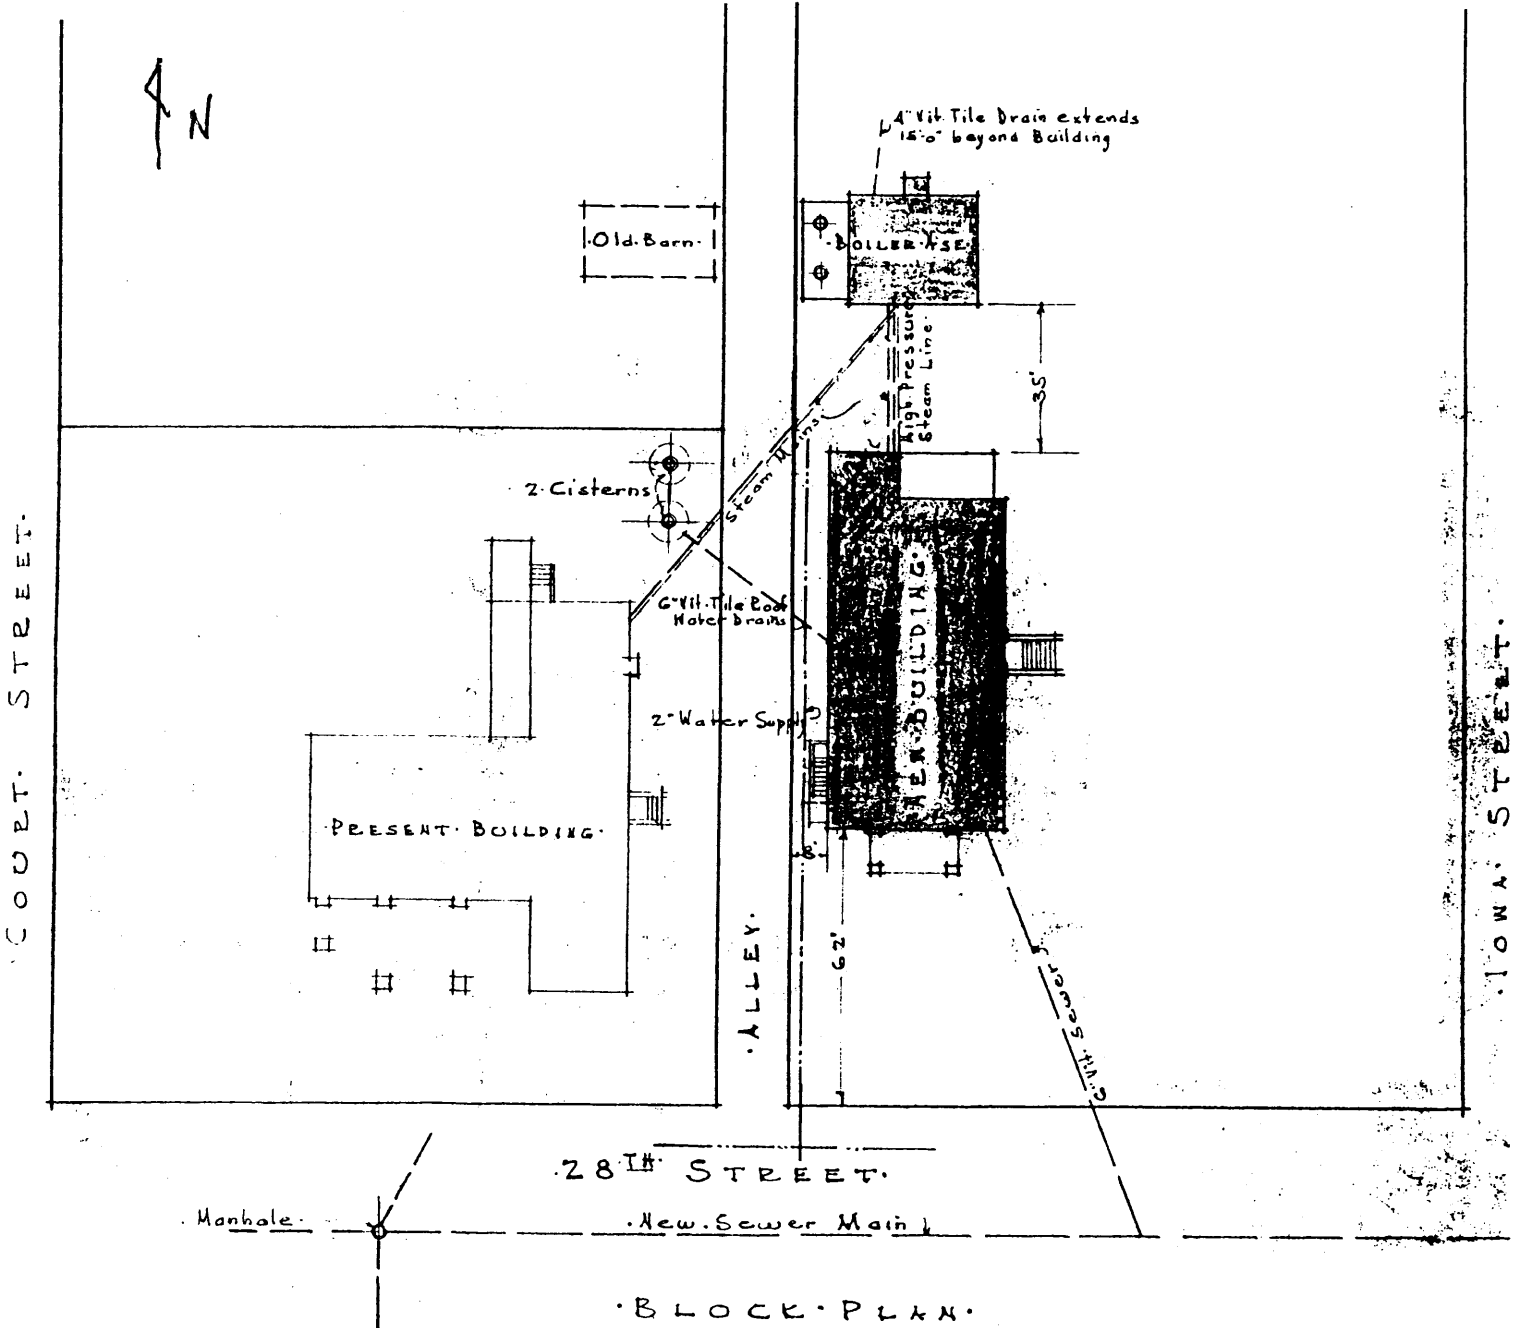 N
4" Vit. Tile Drain extends
15'-0" beyond Building
·Old·Barn·
·BOILER·
High Pressure
Steam Line·
35'
Steam Mains·
2·Cisterns
6" Vit·Tile Roof
Water Drains
2" Water Supply
NEW·BUILDING·
·PRESENT·BUILDING·
8'
62'
6" Vit· Sewer
COURT· STREET·
·ALLEY·
·IOWA· STREET·
·28TH· STREET·
·Manhole·
·New·Sewer Main
·BLOCK·PLAN·